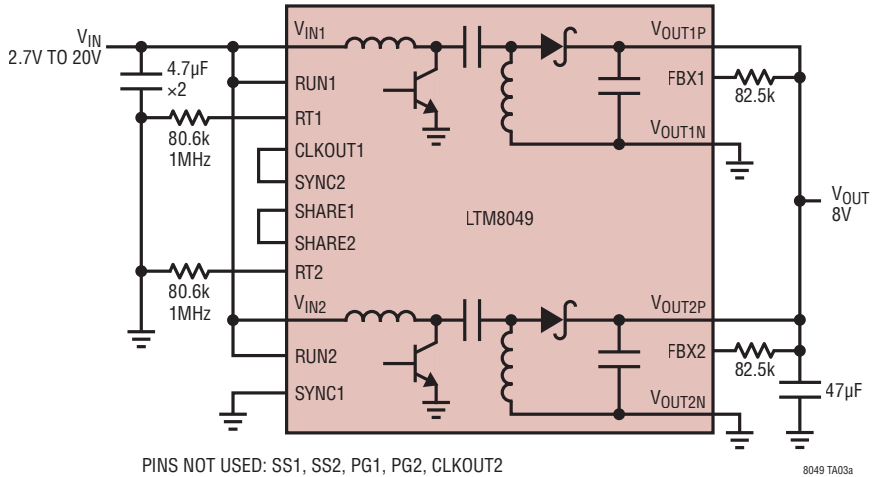 VIN
2.7V TO 20V
4.7µF
×2
80.6k
1MHz
80.6k
1MHz
VIN1
RUN1
RT1
CLKOUT1
SYNC2
SHARE1
SHARE2
RT2
VIN2
RUN2
SYNC1
LTM8049
VOUT1P
FBX1
VOUT1N
VOUT2P
FBX2
VOUT2N
82.5k
VOUT
8V
82.5k
47µF
PINS NOT USED: SS1, SS2, PG1, PG2, CLKOUT2
8049 TA03a